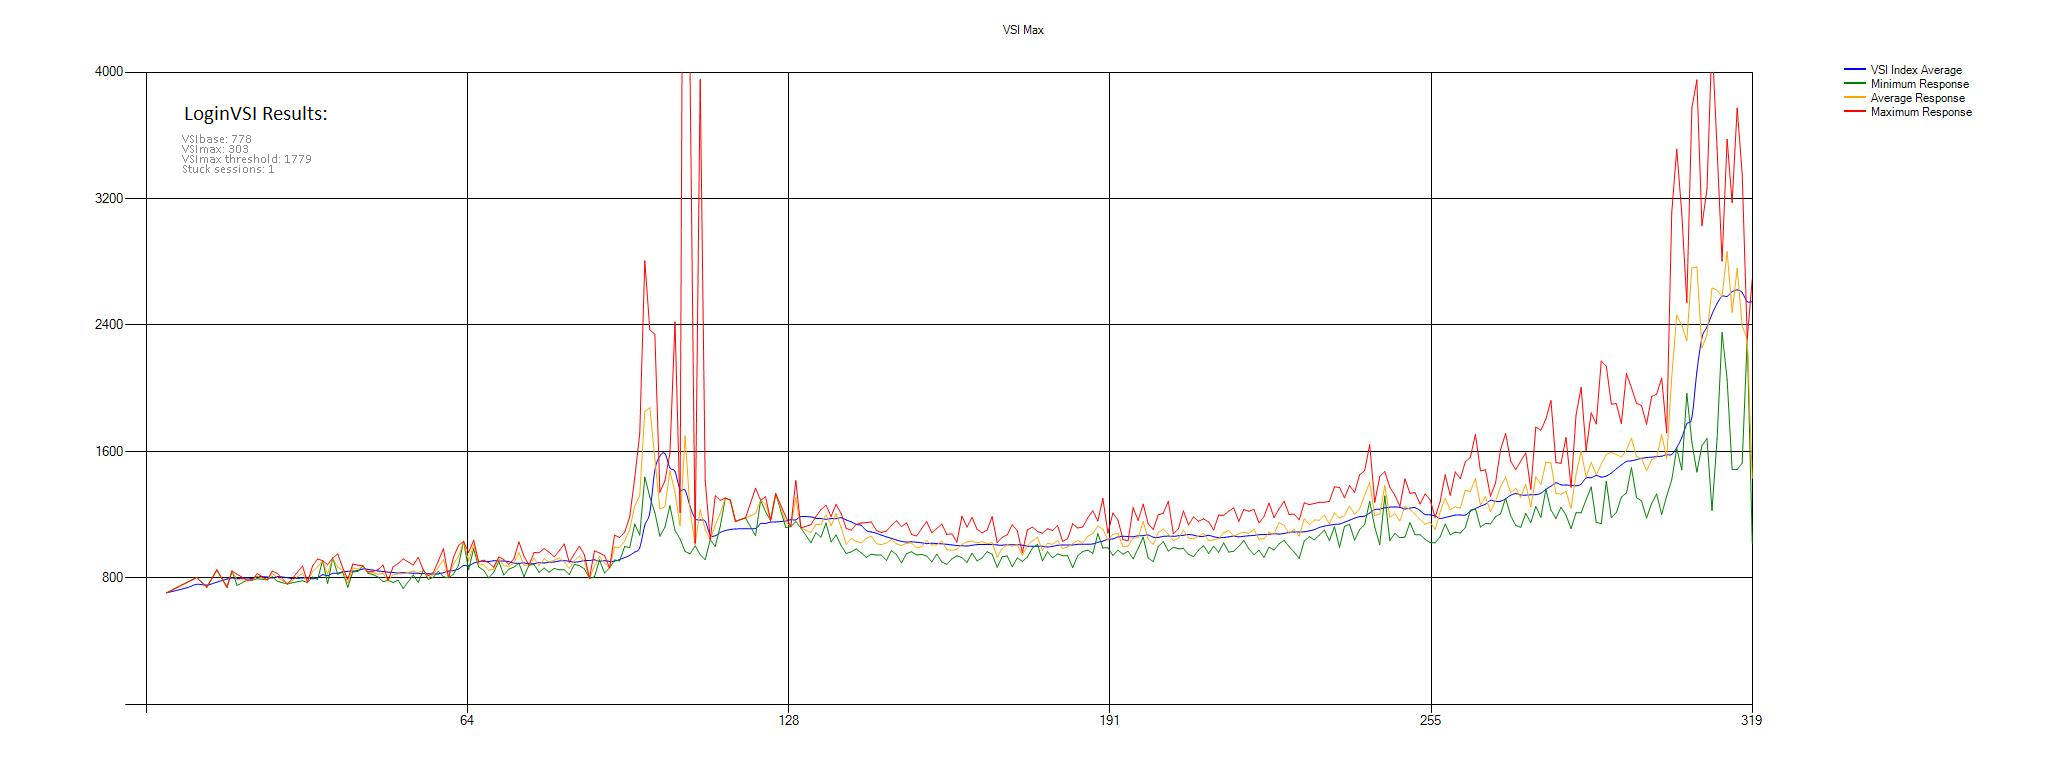 VSI Max
4000
3200
2400
1600
800
LoginVSI Results:
VSIbase: 778
VSImax: 303
VSImax threshold: 1779
Stuck sessions: 1
VSI Index Average
Minimum Response
Average Response
Maximum Response
64
128
191
255
319